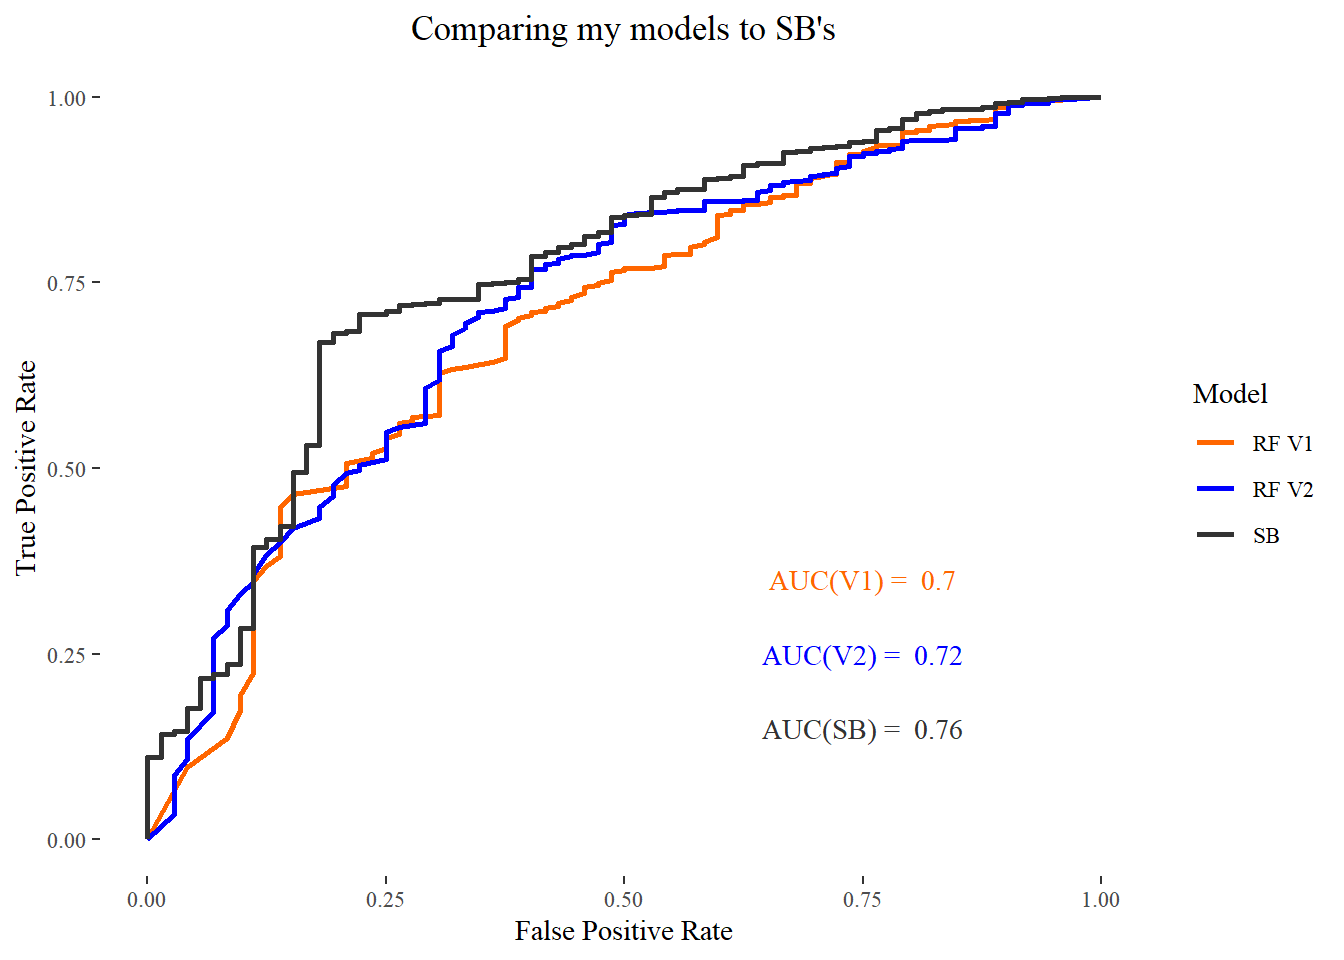 Comparing my models to SB's
1.00
0.75
0.50
0.25
0.00
True Positive Rate
0.00 0.25 0.50 0.75 1.00
False Positive Rate
AUC(V1) = 0.7
AUC(V2) = 0.72
AUC(SB) = 0.76
Model
RF V1
RF V2
SB